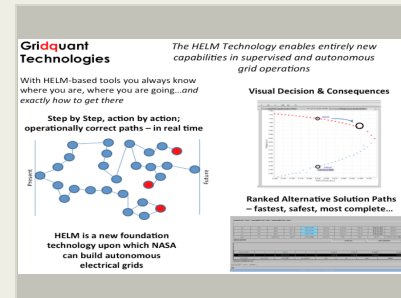 Gridquant
Technologies
The HELM Technology enables entirely new
capabilities in supervised and autonomous
grid operations
With HELM-based tools you always know
where you are, where you are going...and
exactly how to get there
Step by Step, action by action;
operationally correct paths – in real time
Present
Future
HELM is a new foundation
technology upon which NASA
can build autonomous
electrical grids
Visual Decision & Consequences
Ranked Alternative Solution Paths
– fastest, safest, most complete...